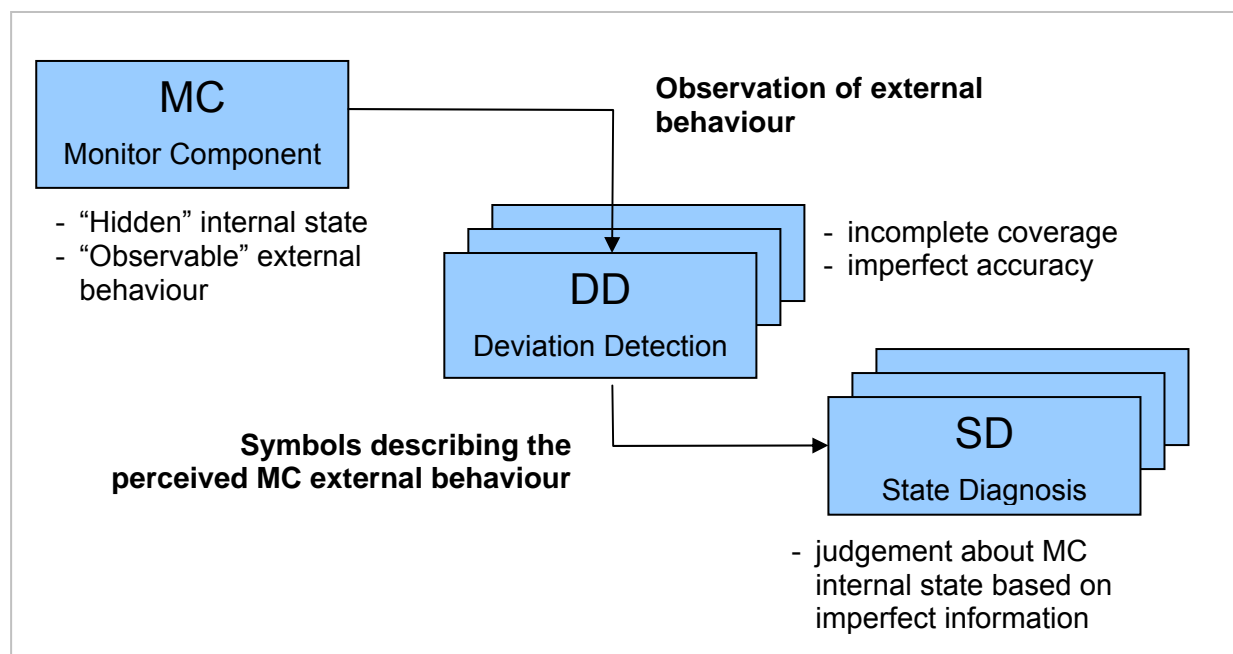 MC
Monitor Component
- “Hidden” internal state
- “Observable” external
behaviour
Observation of external
behaviour
DD
Deviation Detection
- incomplete coverage
- imperfect accuracy
Symbols describing the
perceived MC external behaviour
SD
State Diagnosis
- judgement about MC
internal state based on
imperfect information